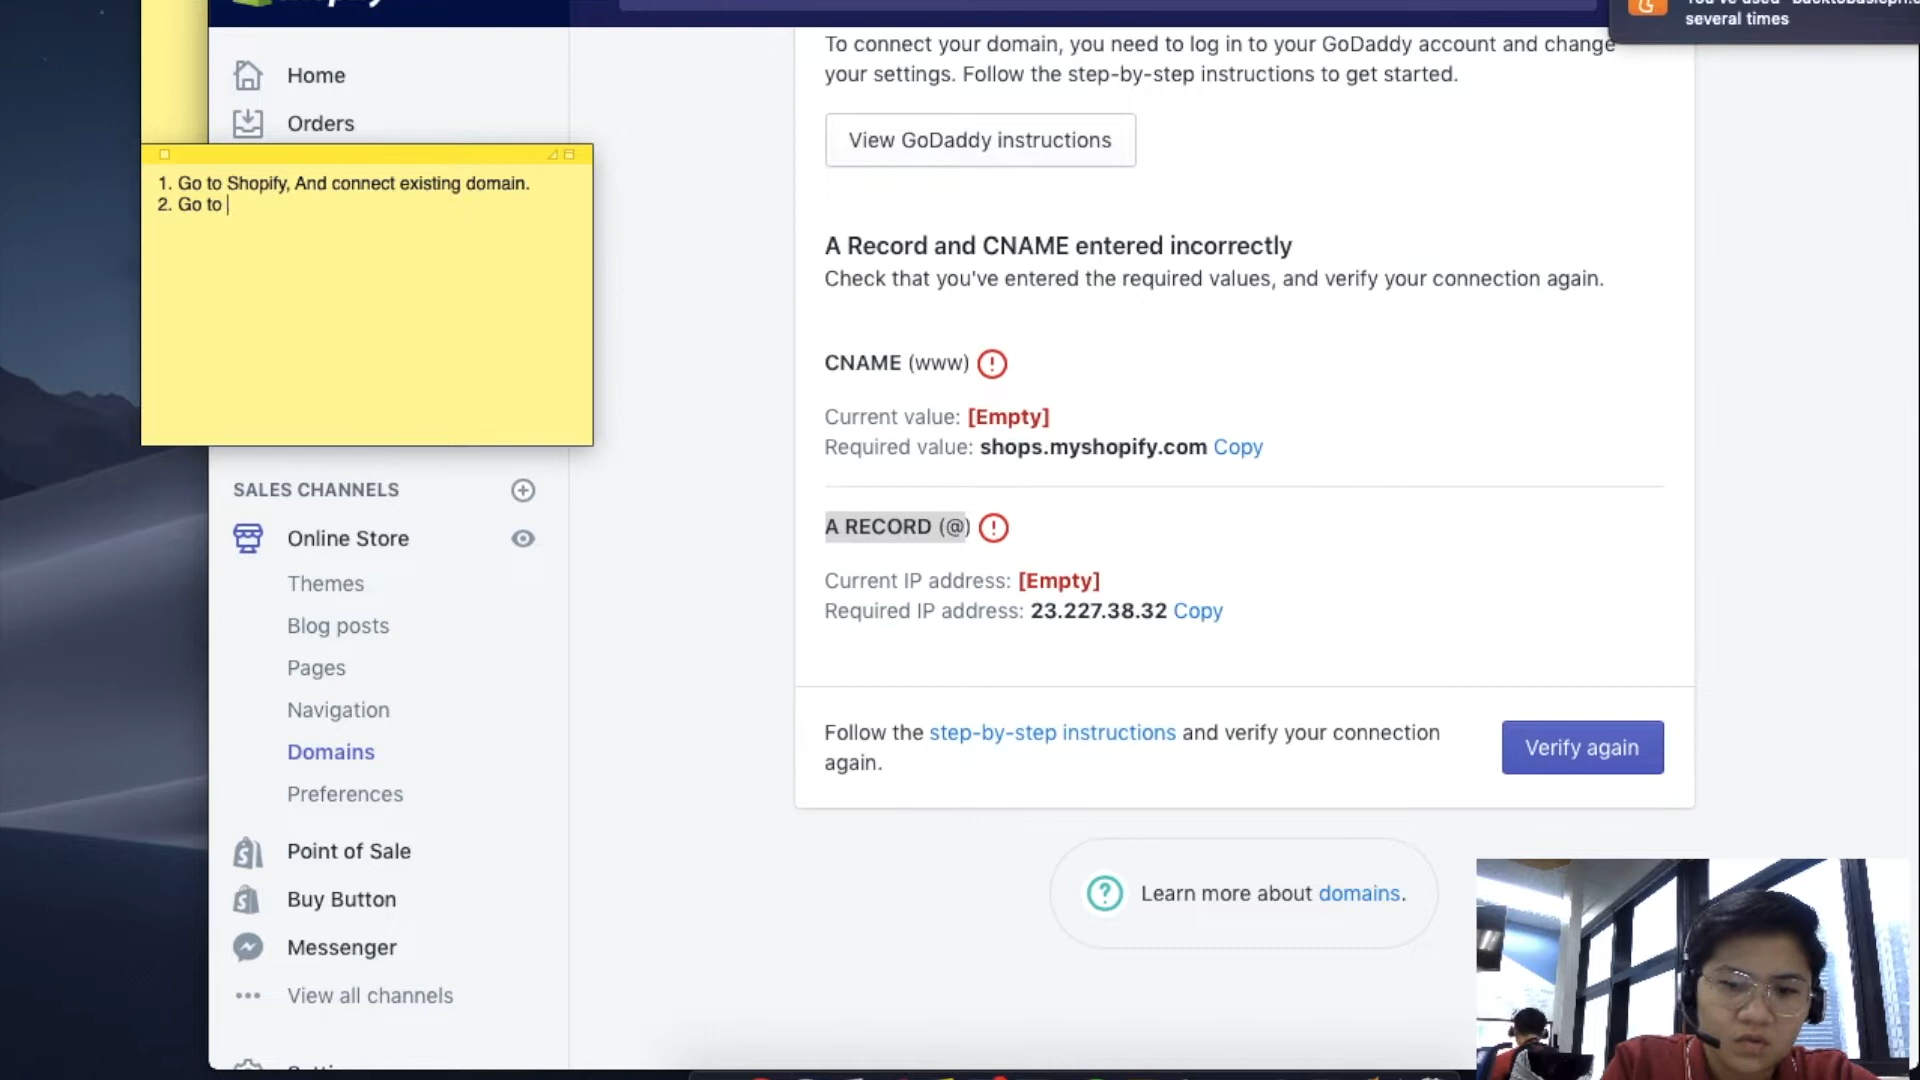 several times
To connect your domain, you need to log in to your GoDaddy account and change
your settings. Follow the step-by-step instructions to get started.
View GoDaddy instructions
Home
Orders
1. Go to Shopify, And connect existing domain.
2. Go to
A Record and CNAME entered incorrectly
Check that you've entered the required values, and verify your connection again.
CNAME (www)
Current value: [Empty]
Required value: shops.myshopify.com Copy
A RECORD (@)
Current IP address: [Empty]
Required IP address: 23.227.38.32 Copy
SALES CHANNELS
Online Store
Themes
Blog posts
Pages
Navigation
Domains
Preferences
Point of Sale
Buy Button
Messenger
View all channels
Follow the step-by-step instructions and verify your connection
again.
Verify again
Learn more about domains.